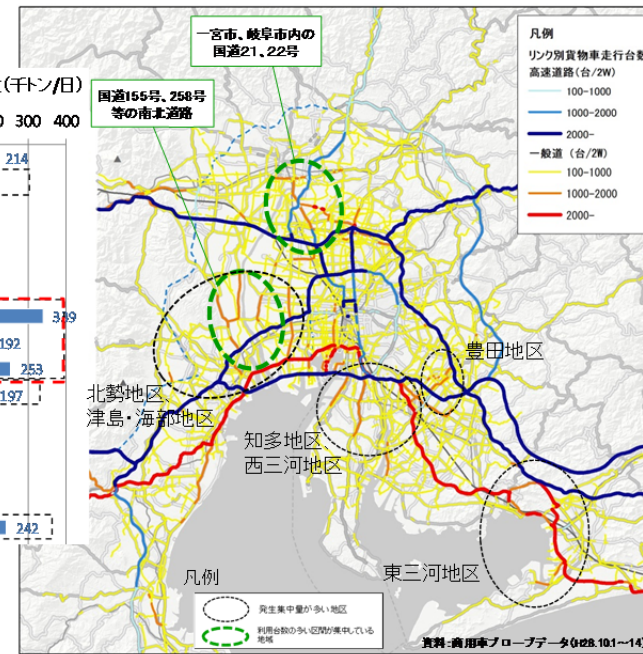 (千トン/日)
300 400
214
192
253
197
242
一宮市、岐阜市内の
国道21、22号
国道155号、258号
等の南北道路
凡例
リンク別貨物車走行台数
高速道路(台/2W)
100-1000
1000-2000
2000-
一般道 (台/2W)
100-1000
1000-2000
2000-
豊田地区
北勢地区、
津島・海部地区
知多地区、
西三河地区
東三河地区
凡例
発生集中量が多い地区
利用台数の多い区間が集中している
地域
資料:商用車プローブデータ(H28.10.1~14)